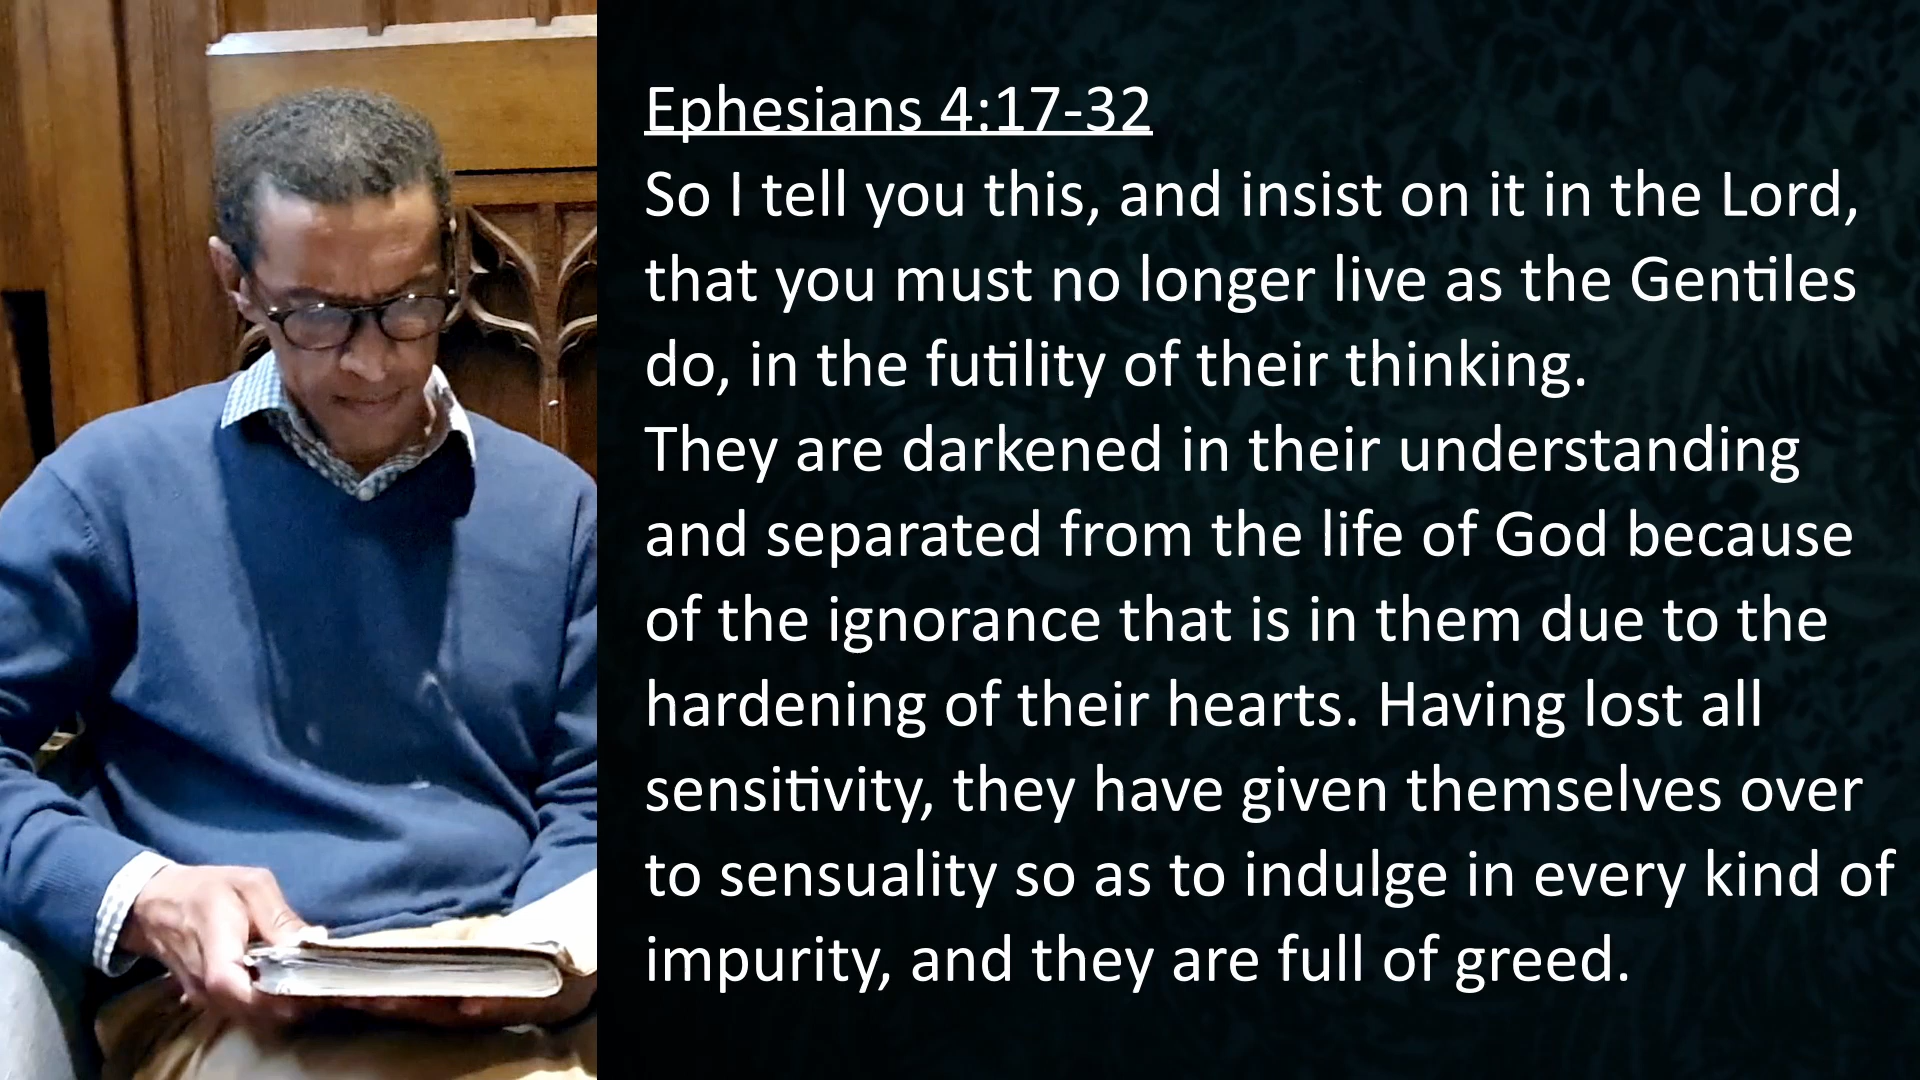 Ephesians 4:17-32
So I tell you this, and insist on it in the Lord,
that you must no longer live as the Gentiles
do, in the futility of their thinking.
They are darkened in their understanding
and separated from the life of God because
of the ignorance that is in them due to the
hardening of their hearts. Having lost all
sensitivity, they have given themselves over
to sensuality so as to indulge in every kind of
impurity, and they are full of greed.